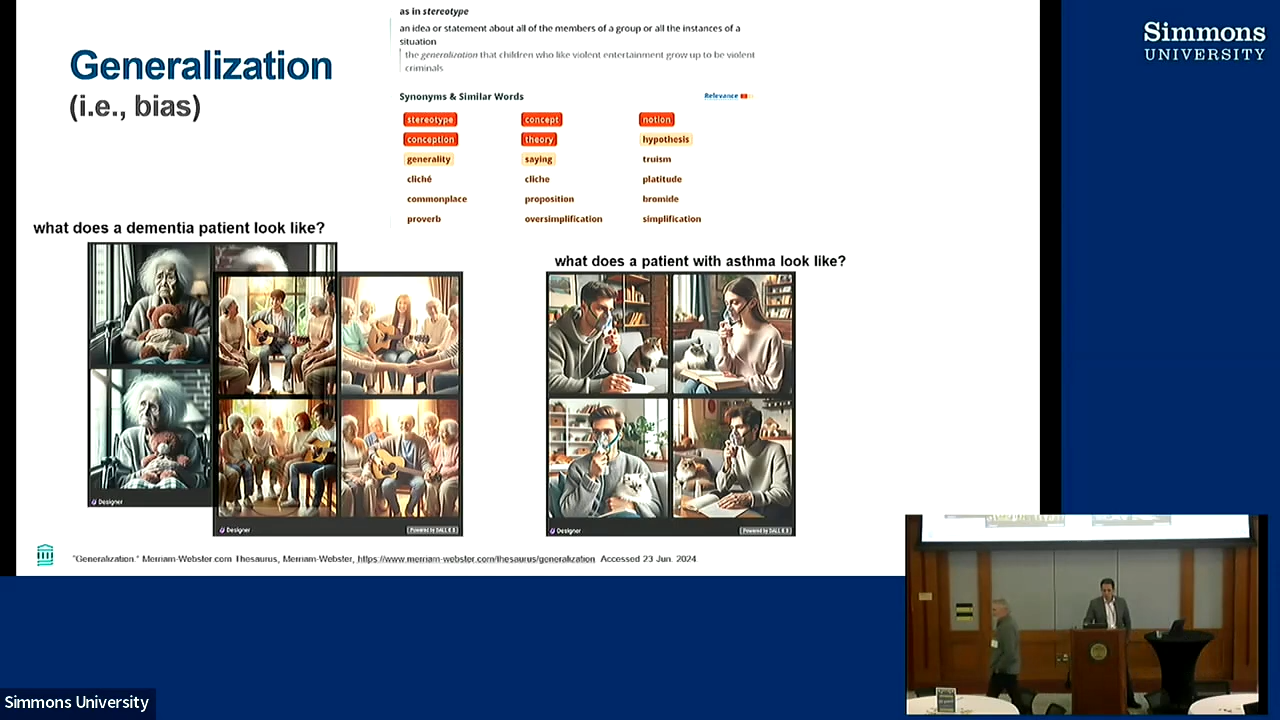 Generalization
(i.e., bias)
as in stereotype
an idea or statement about all of the members of a group or all the instances of a
situation
the generalization that children who like violent entertainment grow up to be violent
criminals
Synonyms & Similar Words
Relevance
stereotype concept notion
conception theory hypothesis
generality saying truism
cliché cliche platitude
commonplace proposition bromide
proverb oversimplification simplification
Simmons
UNIVERSITY
what does a dementia patient look like?
what does a patient with asthma look like?
Designer
Designer Powered by DALL·E 3
Designer Powered by DALL·E 3
"Generalization." Merriam-Webster.com Thesaurus, Merriam-Webster, https://www.merriam-webster.com/thesaurus/generalization. Accessed 23 Jun. 2024.
Simmons University